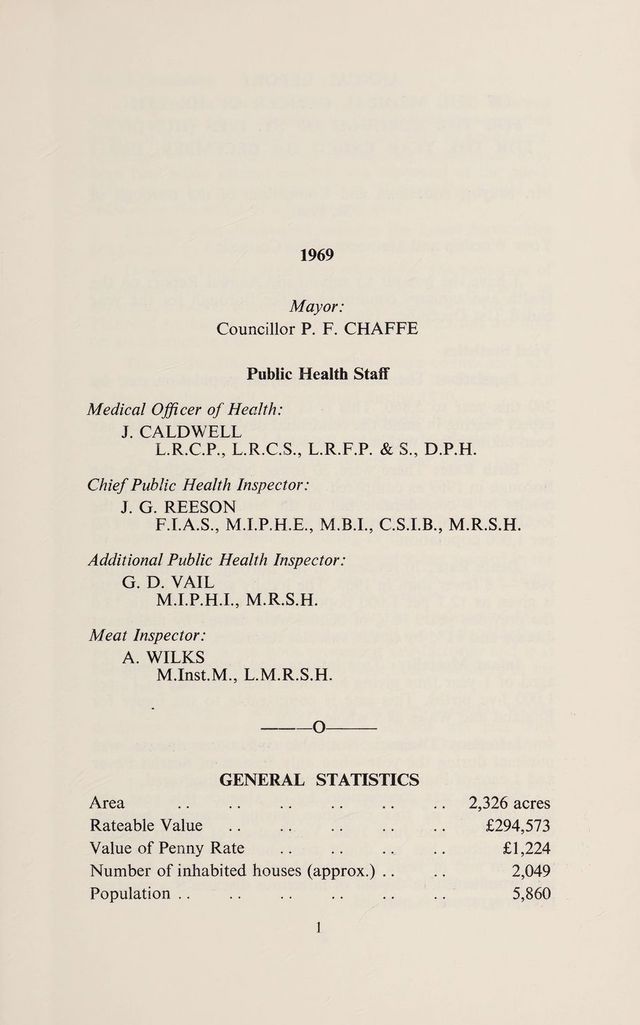 1969
Mayor:
Councillor P. F. CHAFFE
Public Health Staff
Medical Officer of Health:
J. CALDWELL
L.R.C.P., L.R.C.S., L.R.F.P. & S., D.P.H.
Chief Public Health Inspector:
J. G. REESON
F.I.A.S., M.I.P.H.E., M.B.I., C.S.I.B., M.R.S.H.
Additional Public Health Inspector:
G. D. VAIL
M.I.P.H.I., M.R.S.H.
Meat Inspector:
A. WILKS
M.Inst.M., L.M.R.S.H.
———O———
GENERAL STATISTICS
Area .. .. .. .. .. .. 2,326 acres
Rateable Value .. .. .. .. .. £294,573
Value of Penny Rate .. .. .. .. £1,224
Number of inhabited houses (approx.) .. .. 2,049
Population .. .. .. .. .. .. 5,860
1